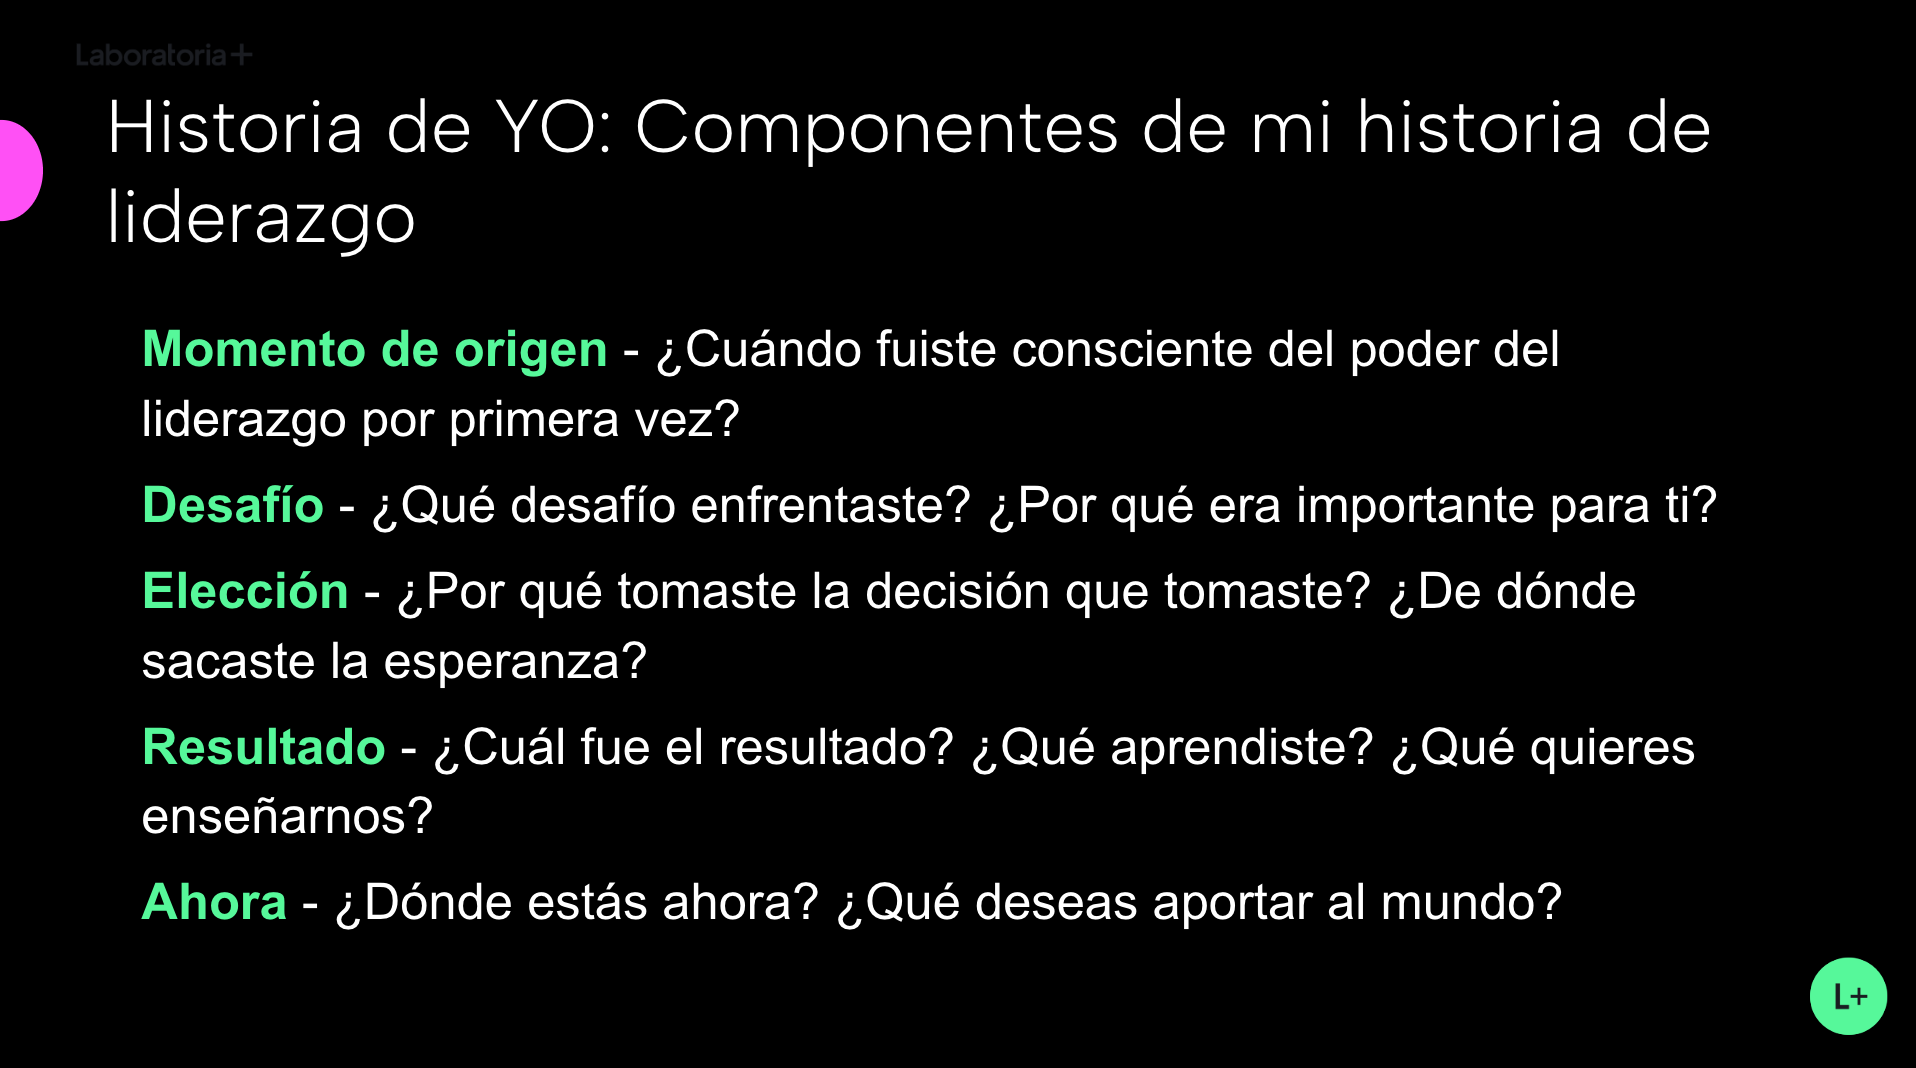 Laboratoria+
Historia de YO: Componentes de mi historia de
liderazgo
Momento de origen - ¿Cuándo fuiste consciente del poder del
liderazgo por primera vez?
Desafío - ¿Qué desafío enfrentaste? ¿Por qué era importante para ti?
Elección - ¿Por qué tomaste la decisión que tomaste? ¿De dónde
sacaste la esperanza?
Resultado - ¿Cuál fue el resultado? ¿Qué aprendiste? ¿Qué quieres
enseñarnos?
Ahora - ¿Dónde estás ahora? ¿Qué deseas aportar al mundo?
L+